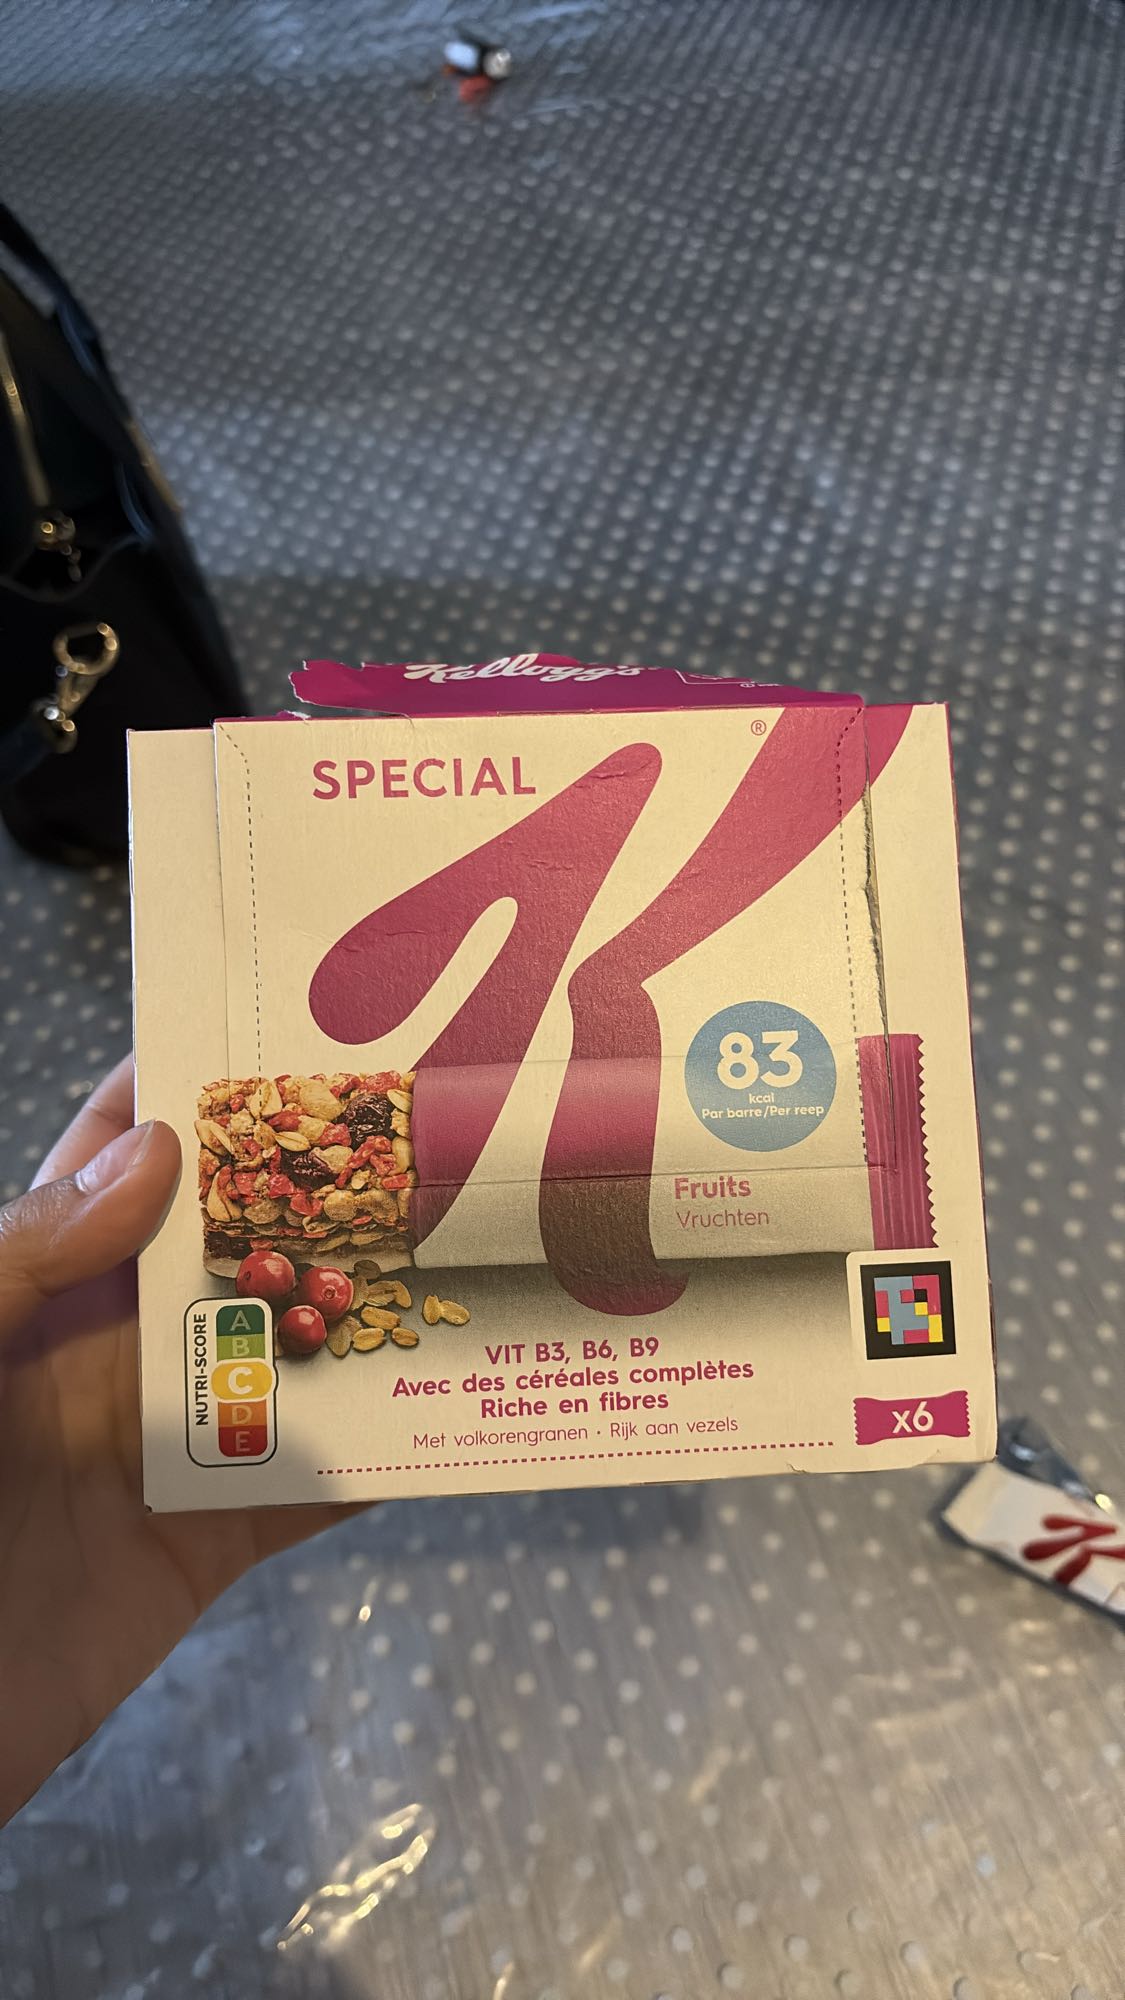 Kellogg's
SPECIAL
K
®
83
kcal
Par barre/Per reep
Fruits
Vruchten
NUTRI-SCORE
A
B
C
D
E
VIT B3, B6, B9
Avec des céréales complètes
Riche en fibres
Met volkorengranen • Rijk aan vezels
x6
K